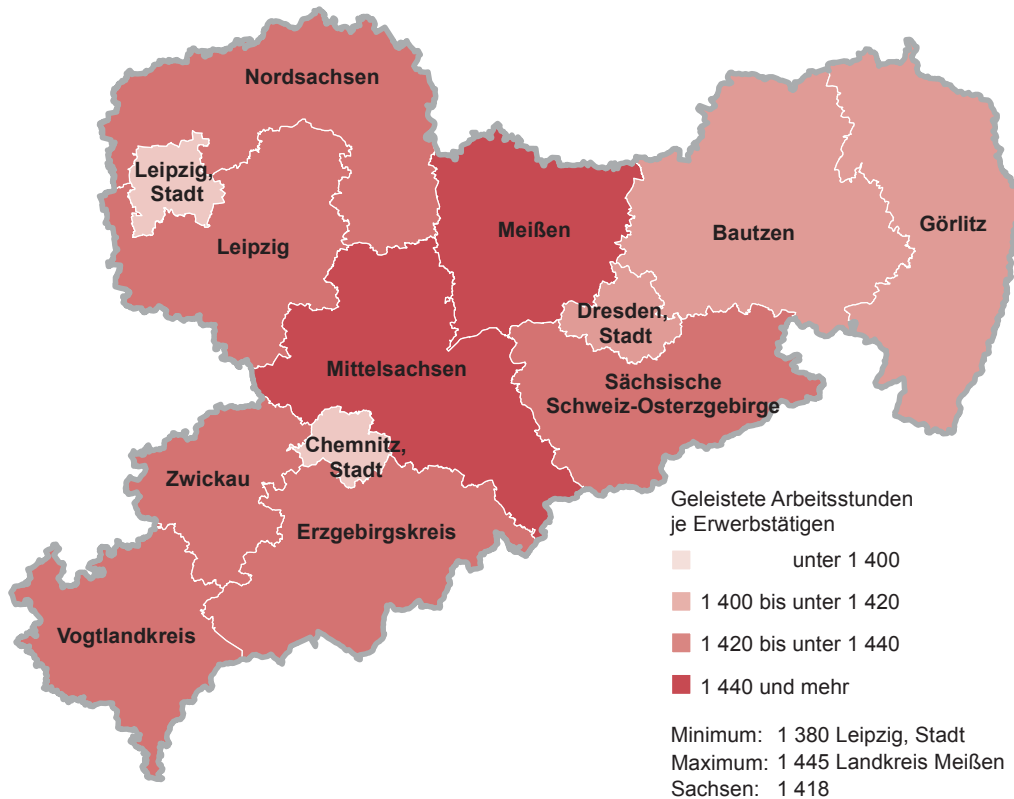 Nordsachsen
Leipzig,
Stadt
Leipzig
Meißen
Bautzen
Görlitz
Dresden,
Stadt
Mittelsachsen
Sächsische
Schweiz-Osterzgebirge
Chemnitz,
Stadt
Zwickau
Erzgebirgskreis
Vogtlandkreis
Geleistete Arbeitsstunden
je Erwerbstätigen
unter 1 400
1 400 bis unter 1 420
1 420 bis unter 1 440
1 440 und mehr
Minimum: 1 380 Leipzig, Stadt
Maximum: 1 445 Landkreis Meißen
Sachsen: 1 418